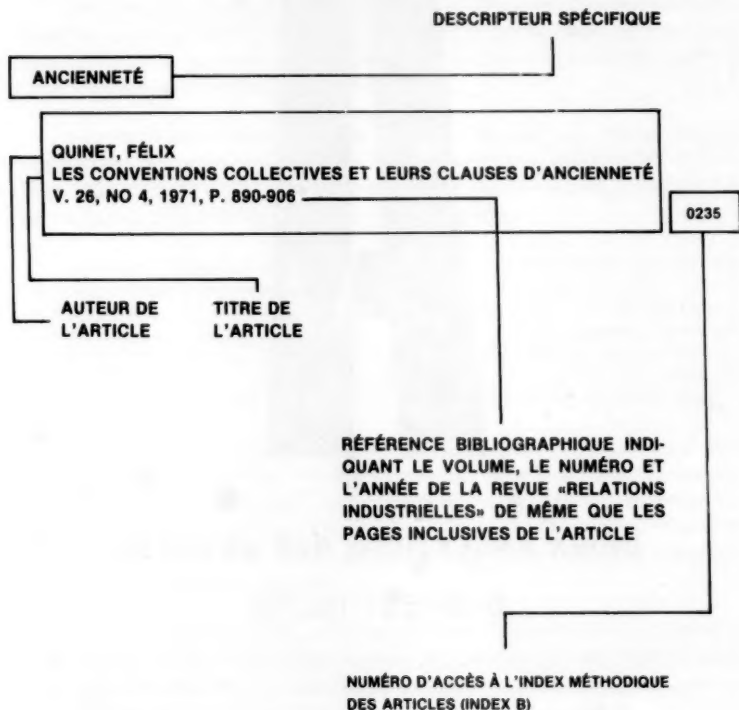 DESCRIPTEUR SPÉCIFIQUE
ANCIENNETÉ
QUINET, FÉLIX
LES CONVENTIONS COLLECTIVES ET LEURS CLAUSES D'ANCIENNETÉ
V. 26, NO 4, 1971, P. 890-906
0235
AUTEUR DE
L'ARTICLE
TITRE DE
L'ARTICLE
RÉFÉRENCE BIBLIOGRAPHIQUE INDI-
QUANT LE VOLUME, LE NUMÉRO ET
L'ANNÉE DE LA REVUE «RELATIONS
INDUSTRIELLES» DE MÊME QUE LES
PAGES INCLUSIVES DE L'ARTICLE
NUMÉRO D'ACCÈS À L'INDEX MÉTHODIQUE
DES ARTICLES (INDEX B)